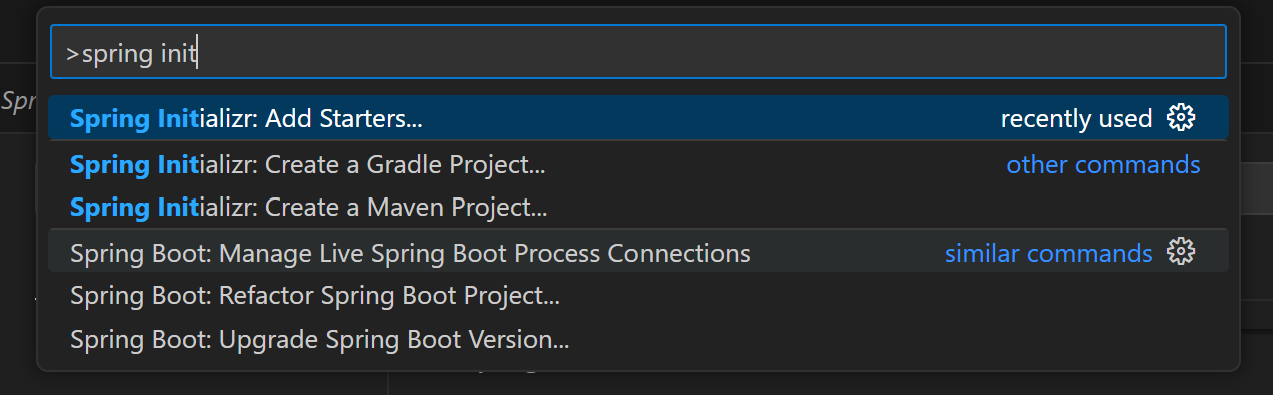 >spring init
Spr
Spring Initializr: Add Starters... recently used
Spring Initializr: Create a Gradle Project... other commands
Spring Initializr: Create a Maven Project...
Spring Boot: Manage Live Spring Boot Process Connections similar commands
Spring Boot: Refactor Spring Boot Project...
Spring Boot: Upgrade Spring Boot Version...